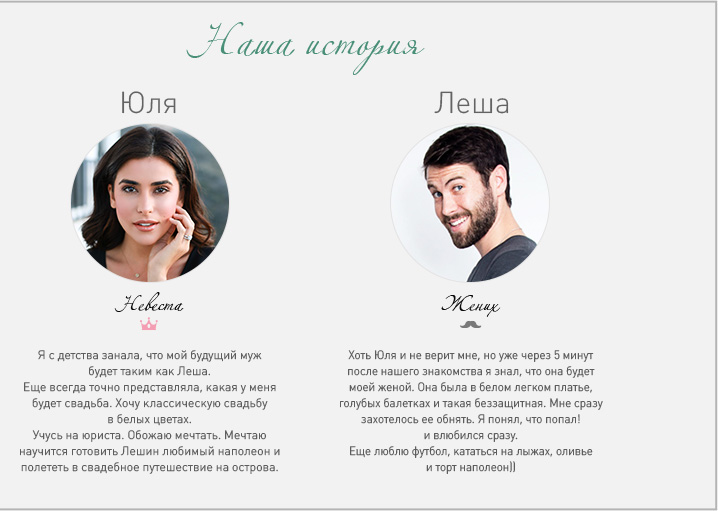 Наша история
Юля
Невеста
Я с детства занала, что мой будущий муж
будет таким как Леша.
Еще всегда точно представляла, какая у меня
будет свадьба. Хочу классическую свадьбу
в белых цветах.
Учусь на юриста. Обожаю мечтать. Мечтаю
научится готовить Лешин любимый наполеон и
полететь в свадебное путешествие на острова.
Леша
Жених
Хоть Юля и не верит мне, но уже через 5 минут
после нашего знакомства я знал, что она будет
моей женой. Она была в белом легком платье,
голубых балетках и такая беззащитная. Мне сразу
захотелось ее обнять. Я понял, что попал!
и влюбился сразу.
Еще люблю футбол, кататься на лыжах, оливье
и торт наполеон))